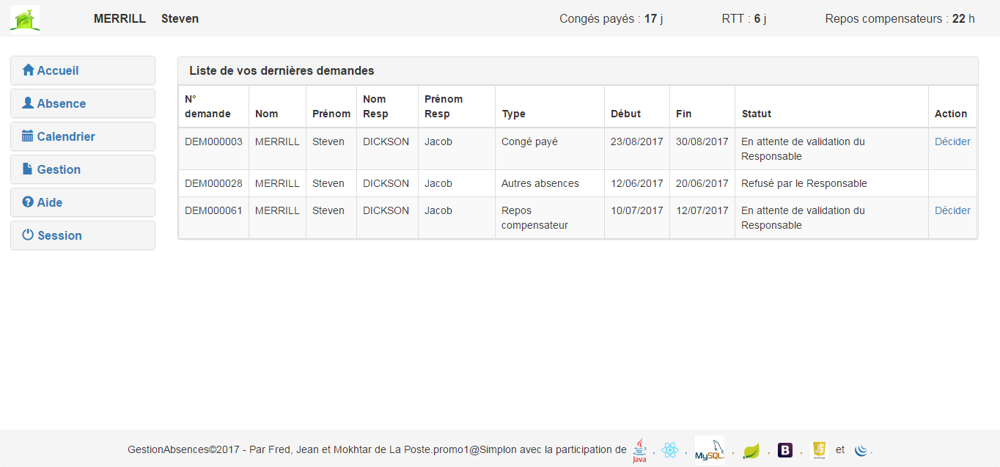 MERRILL Steven Congés payés : 17 j RTT : 6 j Repos compensateurs : 22 h
Accueil
Absence
Calendrier
Gestion
Aide
Session
Liste de vos dernières demandes
N° demande Nom Prénom Nom Resp Prénom Resp Type Début Fin Statut Action
DEM000003 MERRILL Steven DICKSON Jacob Congé payé 23/08/2017 30/08/2017 En attente de validation du Responsable Décider
DEM000028 MERRILL Steven DICKSON Jacob Autres absences 12/06/2017 20/06/2017 Refusé par le Responsable
DEM000061 MERRILL Steven DICKSON Jacob Repos compensateur 10/07/2017 12/07/2017 En attente de validation du Responsable Décider
GestionAbsences©2017 - Par Fred, Jean et Mokhtar de La Poste.promo1@Simplon avec la participation de Java , , MySQL , , B , JS et .